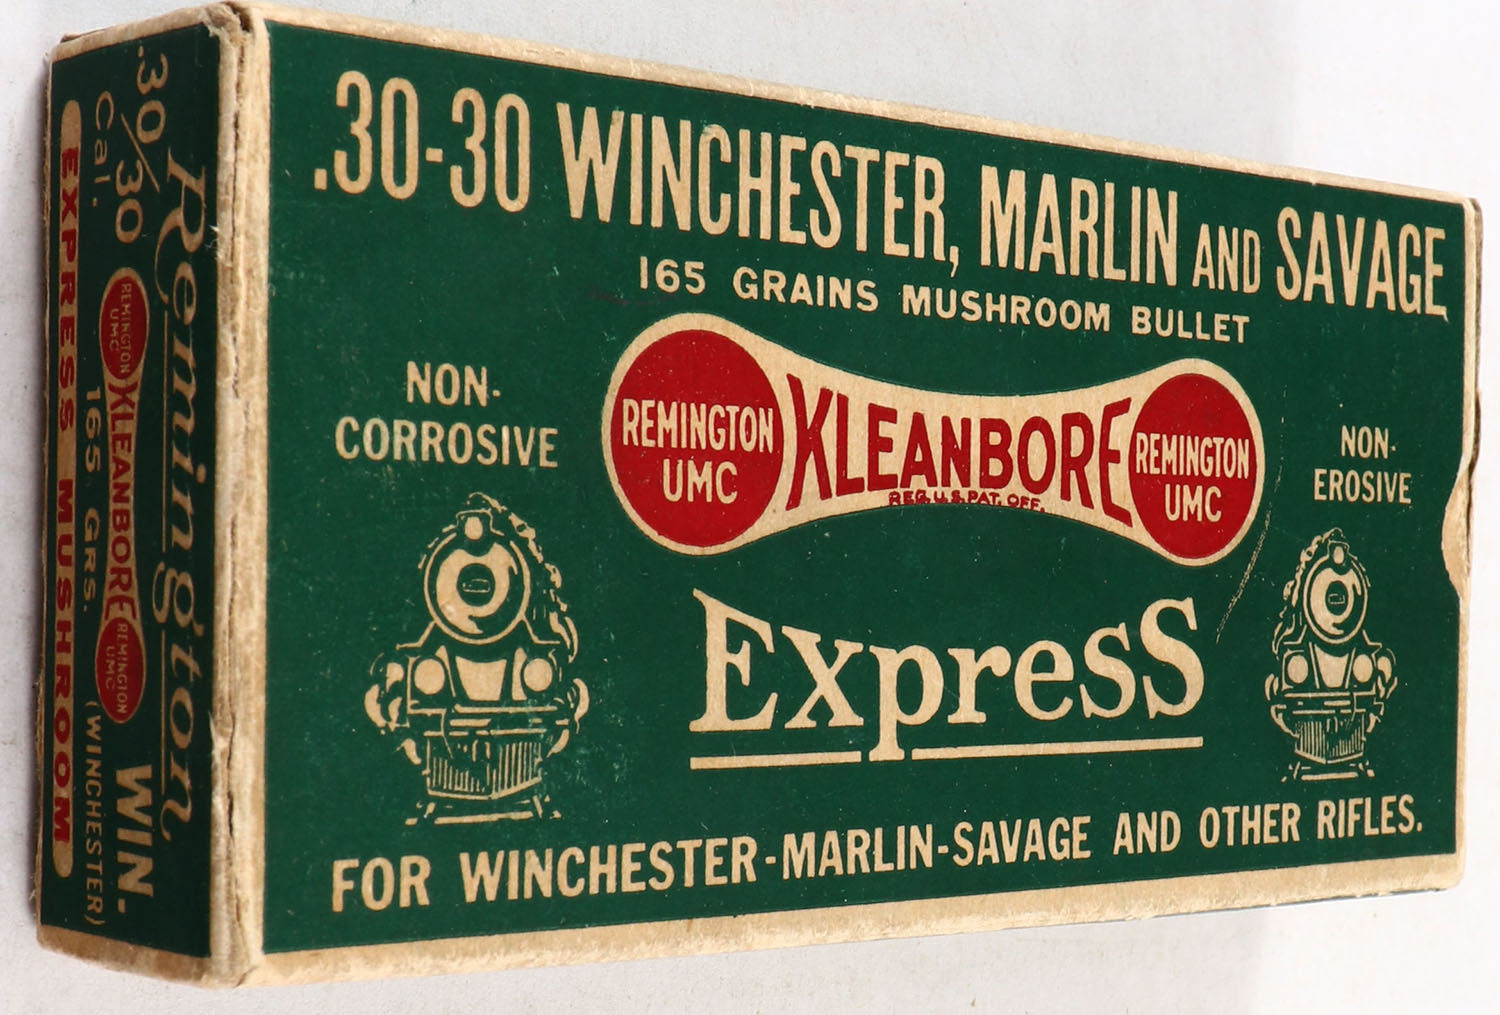 .30-30 WINCHESTER, MARLIN AND SAVAGE
165 GRAINS MUSHROOM BULLET
NON-
CORROSIVE
REMINGTON
UMC
KLEANBORE
REG. U.S. PAT. OFF.
REMINGTON
UMC
NON-
EROSIVE
Express
FOR WINCHESTER-MARLIN-SAVAGE AND OTHER RIFLES.
Remington
.30/30 WIN.
Cal. (WINCHESTER)
REMINGTON
UMC
KLEANBORE
REMINGTON
UMC
165 GRS.
EXPRESS MUSHROOM